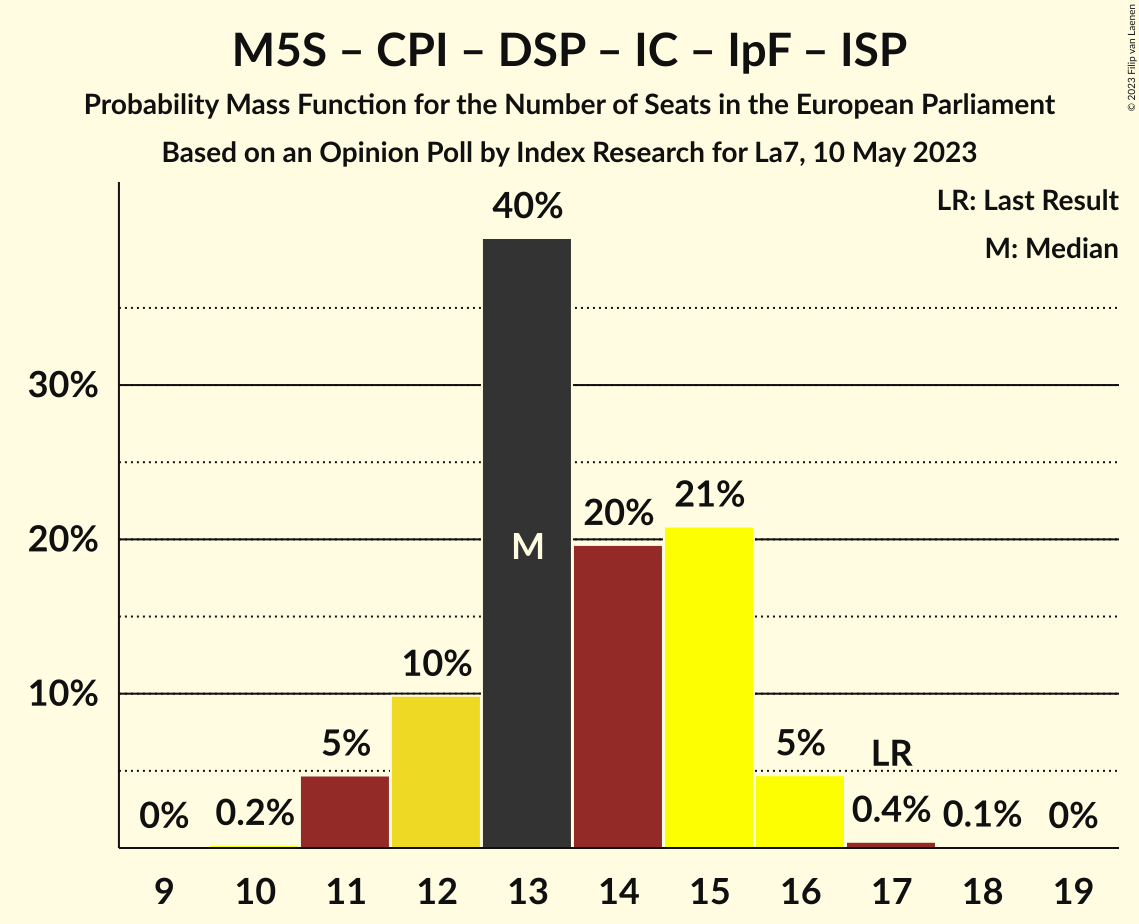 M5S – CPI – DSP – IC – IpF – ISP
Probability Mass Function for the Number of Seats in the European Parliament
Based on an Opinion Poll by Index Research for La7, 10 May 2023
© 2023 Filip van Laenen
LR: Last Result
M: Median
40%
30%
20%
10%
0%
0.2%
5%
10%
M
20%
21%
5%
LR
0.4%
0.1%
0%
9 10 11 12 13 14 15 16 17 18 19